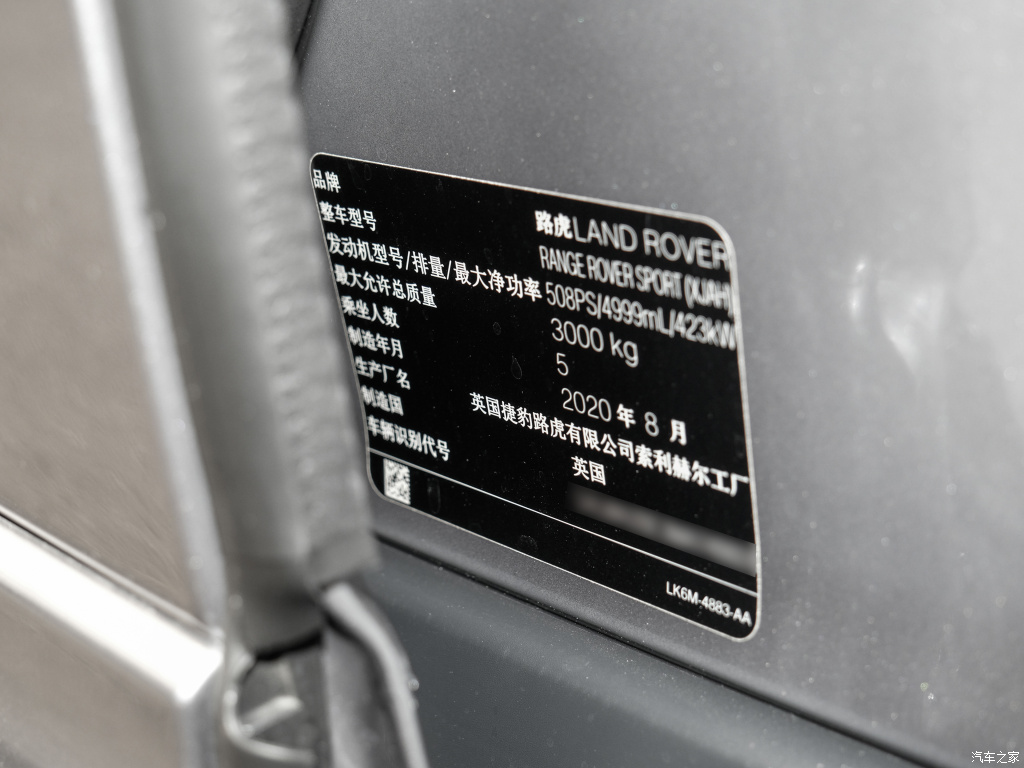 品牌 路虎LAND ROVER
整车型号 RANGE ROVER SPORT (XJAH)
发动机型号/排量/最大净功率 508PS/4999mL/423kW
最大允许总质量 3000 kg
乘坐人数 5
制造年月 2020 年 8 月
生产厂名 英国捷豹路虎有限公司索利赫尔工厂
制造国 英国
车辆识别代号
LK6M-4883-AA
汽车之家